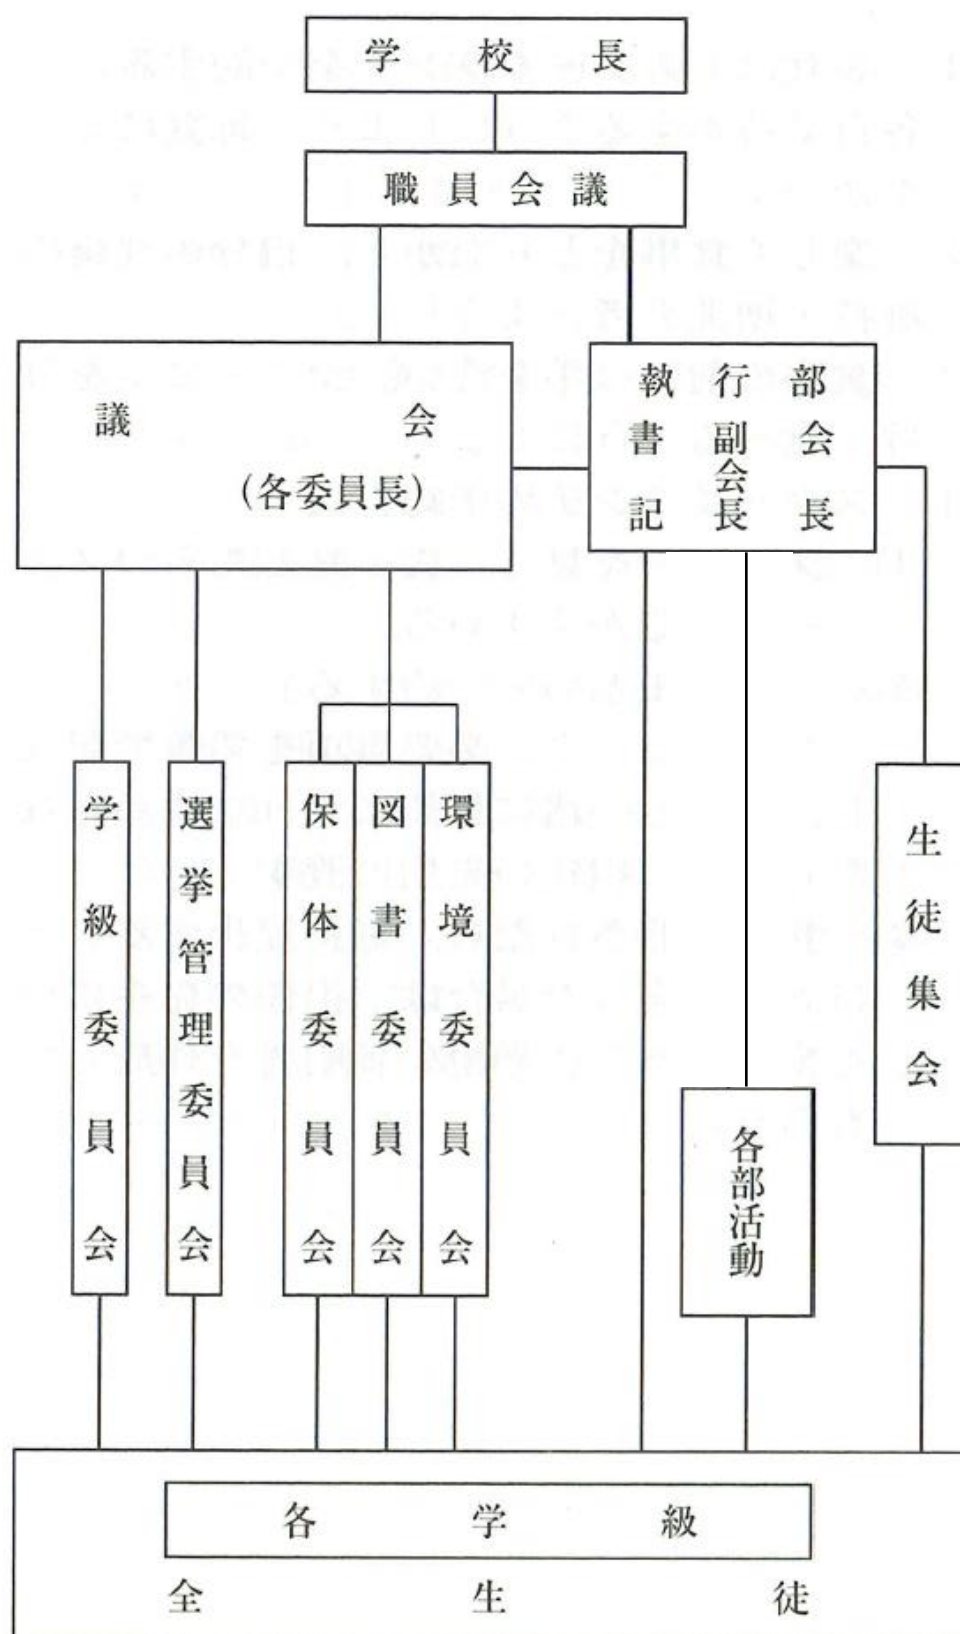 学校長
職員会議
議会
(各委員長)
執行部
会長
副会長
書記
学級委員会
選挙管理委員会
保体委員会
図書委員会
環境委員会
各部活動
生徒集会
各学級
全生徒